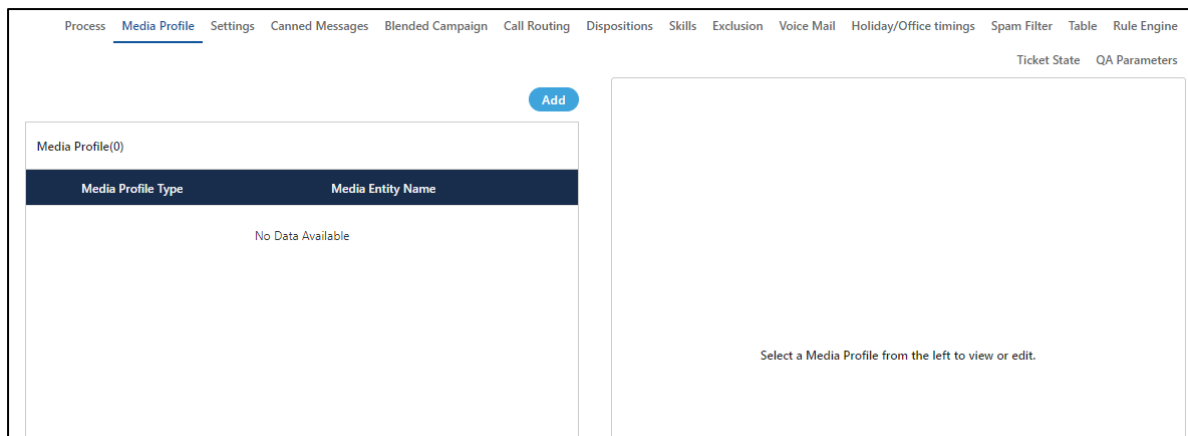 Process Media Profile Settings Canned Messages Blended Campaign Call Routing Dispositions Skills Exclusion Voice Mail Holiday/Office timings Spam Filter Table Rule Engine
Ticket State QA Parameters
Add
Media Profile(0)
Media Profile Type Media Entity Name
No Data Available
Select a Media Profile from the left to view or edit.